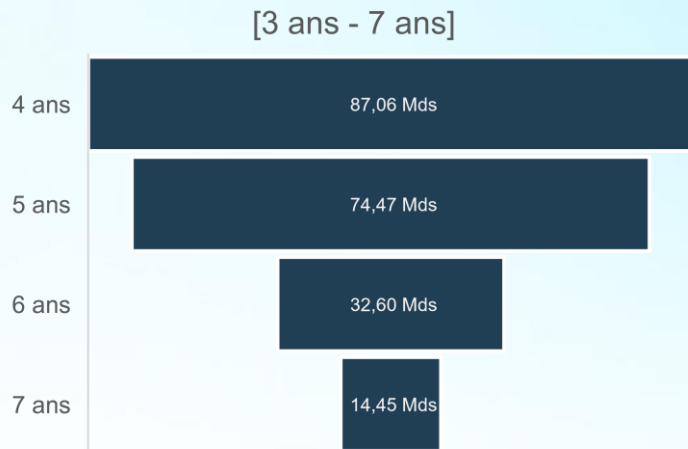 [3 ans - 7 ans]
4 ans
87,06 Mds
5 ans
74,47 Mds
6 ans
32,60 Mds
7 ans
14,45 Mds